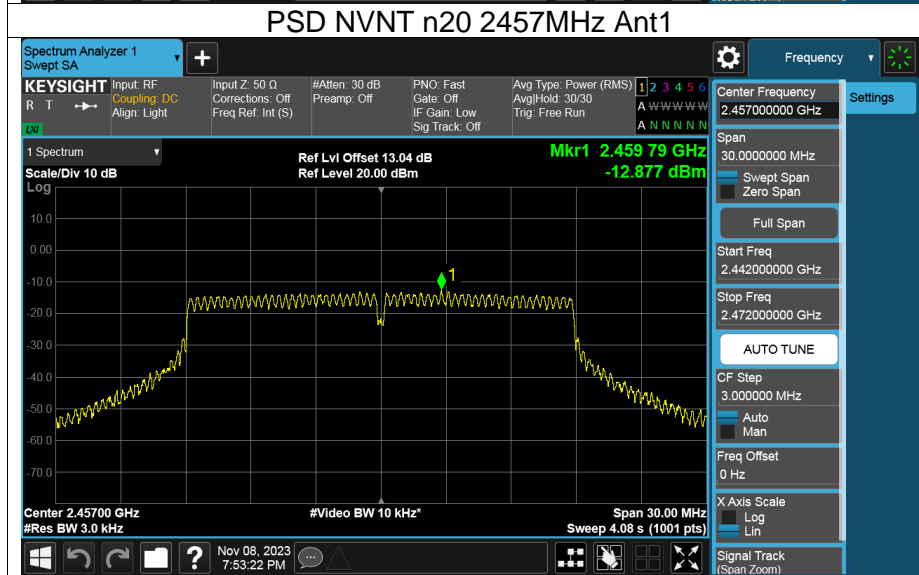 (Span Zoom)
PSD NVNT n20 2457MHz Ant1
Spectrum Analyzer 1
Swept SA
+
Frequency
KEYSIGHT
R T
LXI
Input: RF
Coupling: DC
Align: Light
Input Z: 50 Ω
Corrections: Off
Freq Ref: Int (S)
#Atten: 30 dB
Preamp: Off
PNO: Fast
Gate: Off
IF Gain: Low
Sig Track: Off
Avg Type: Power (RMS)
Avg|Hold: 30/30
Trig: Free Run
1 2 3 4 5 6
A W W W W W
A N N N N N
1 Spectrum
Scale/Div 10 dB
Log
Ref Lvl Offset 13.04 dB
Ref Level 20.00 dBm
Mkr1 2.459 79 GHz
-12.877 dBm
10.0
0.00
-10.0
-20.0
-30.0
-40.0
-50.0
-60.0
-70.0
1
Center 2.45700 GHz
#Res BW 3.0 kHz
#Video BW 10 kHz*
Span 30.00 MHz
Sweep 4.08 s (1001 pts)
Center Frequency
2.457000000 GHz
Settings
Span
30.0000000 MHz
Swept Span
Zero Span
Full Span
Start Freq
2.442000000 GHz
Stop Freq
2.472000000 GHz
AUTO TUNE
CF Step
3.000000 MHz
Auto
Man
Freq Offset
0 Hz
X Axis Scale
Log
Lin
Signal Track
(Span Zoom)
?
Nov 08, 2023
7:53:22 PM